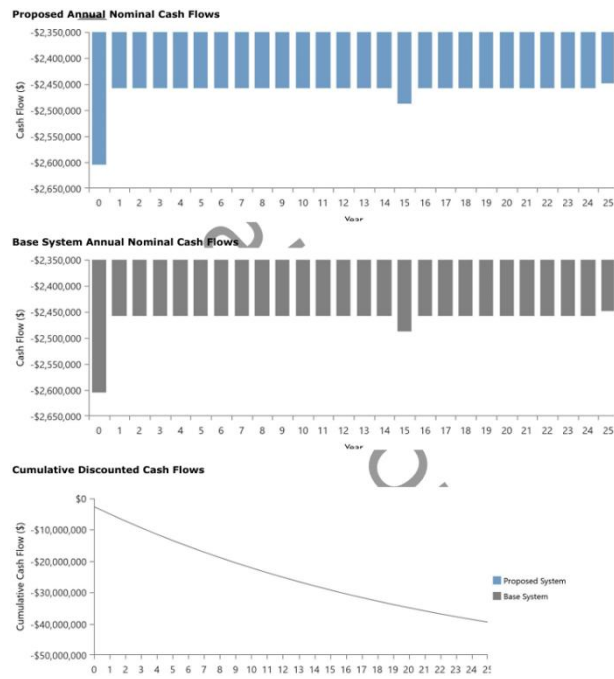 Proposed Annual Nominal Cash Flows
Cash Flow ($)
-$2,350,000
-$2,400,000
-$2,450,000
-$2,500,000
-$2,550,000
-$2,600,000
-$2,650,000
0 1 2 3 4 5 6 7 8 9 10 11 12 13 14 15 16 17 18 19 20 21 22 23 24 25
Year
Base System Annual Nominal Cash Flows
Cash Flow ($)
-$2,350,000
-$2,400,000
-$2,450,000
-$2,500,000
-$2,550,000
-$2,600,000
-$2,650,000
0 1 2 3 4 5 6 7 8 9 10 11 12 13 14 15 16 17 18 19 20 21 22 23 24 25
Year
Cumulative Discounted Cash Flows
Cumulative Cash Flow ($)
$0
-$10,000,000
-$20,000,000
-$30,000,000
-$40,000,000
-$50,000,000
0 1 2 3 4 5 6 7 8 9 10 11 12 13 14 15 16 17 18 19 20 21 22 23 24 25
Proposed System
Base System